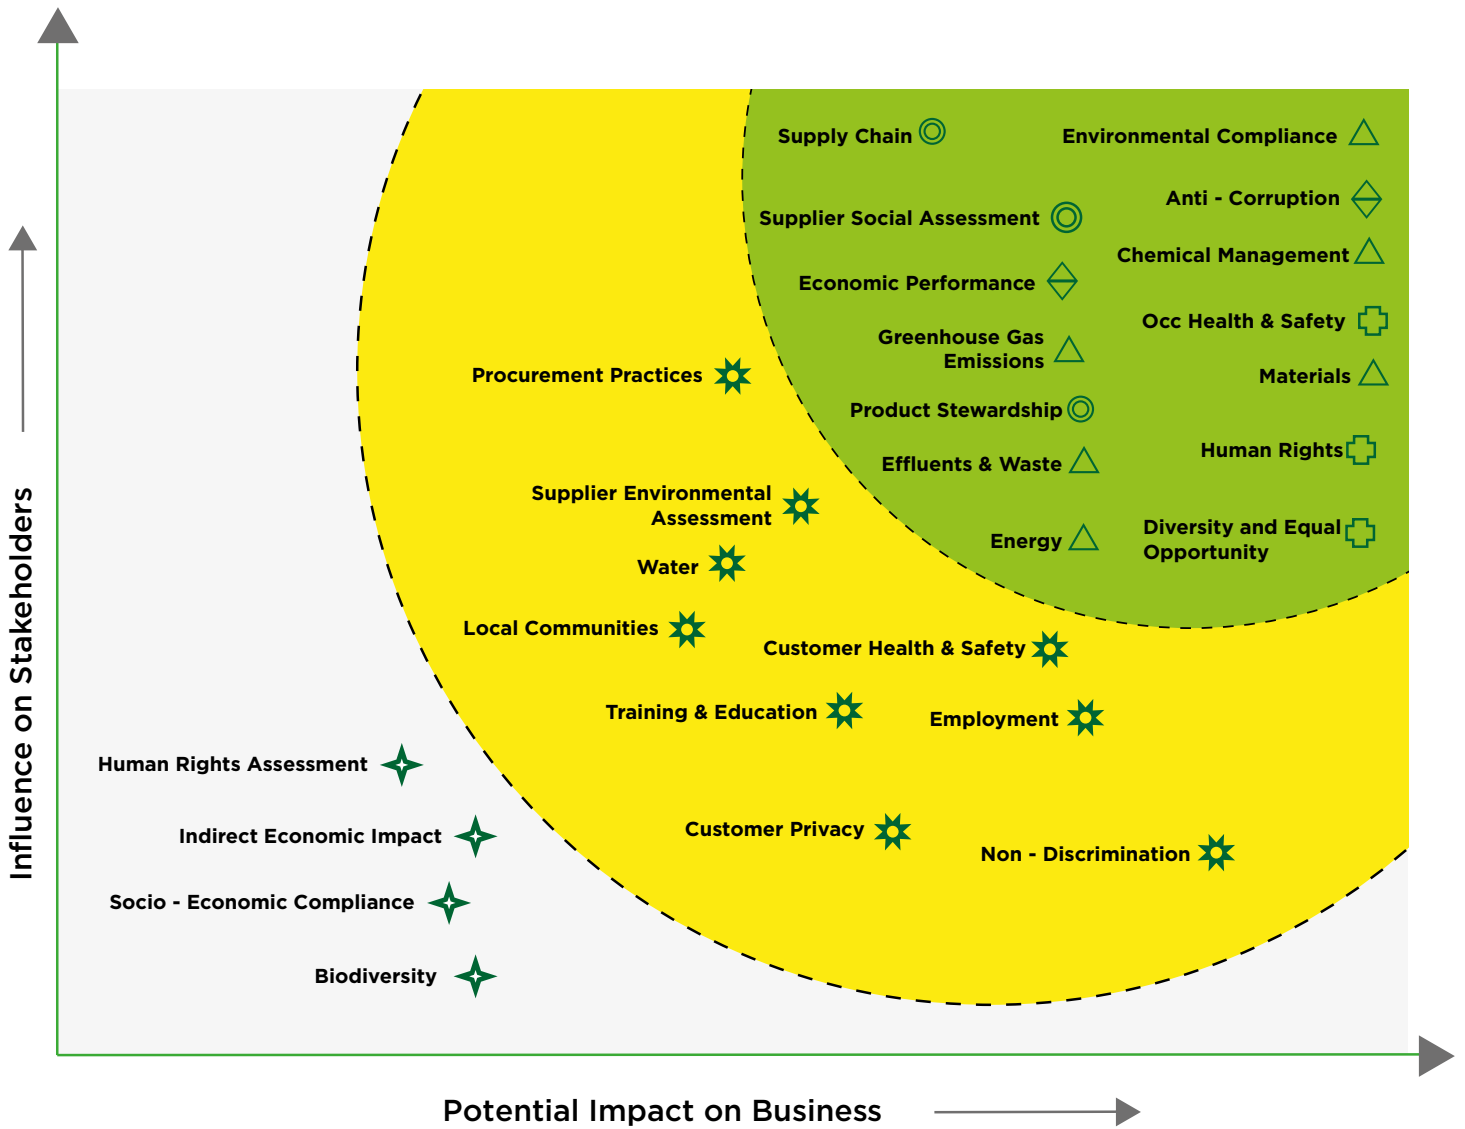 Supply Chain
Environmental Compliance
Anti - Corruption
Supplier Social Assessment
Chemical Management
Economic Performance
Occ Health & Safety
Greenhouse Gas
Emissions
Procurement Practices
Materials
Product Stewardship
Human Rights
Effluents & Waste
Supplier Environmental
Assessment
Energy
Diversity and Equal
Opportunity
Water
Local Communities
Customer Health & Safety
Training & Education
Employment
Human Rights Assessment
Indirect Economic Impact
Customer Privacy
Non - Discrimination
Socio - Economic Compliance
Biodiversity
Influence on Stakeholders
Potential Impact on Business